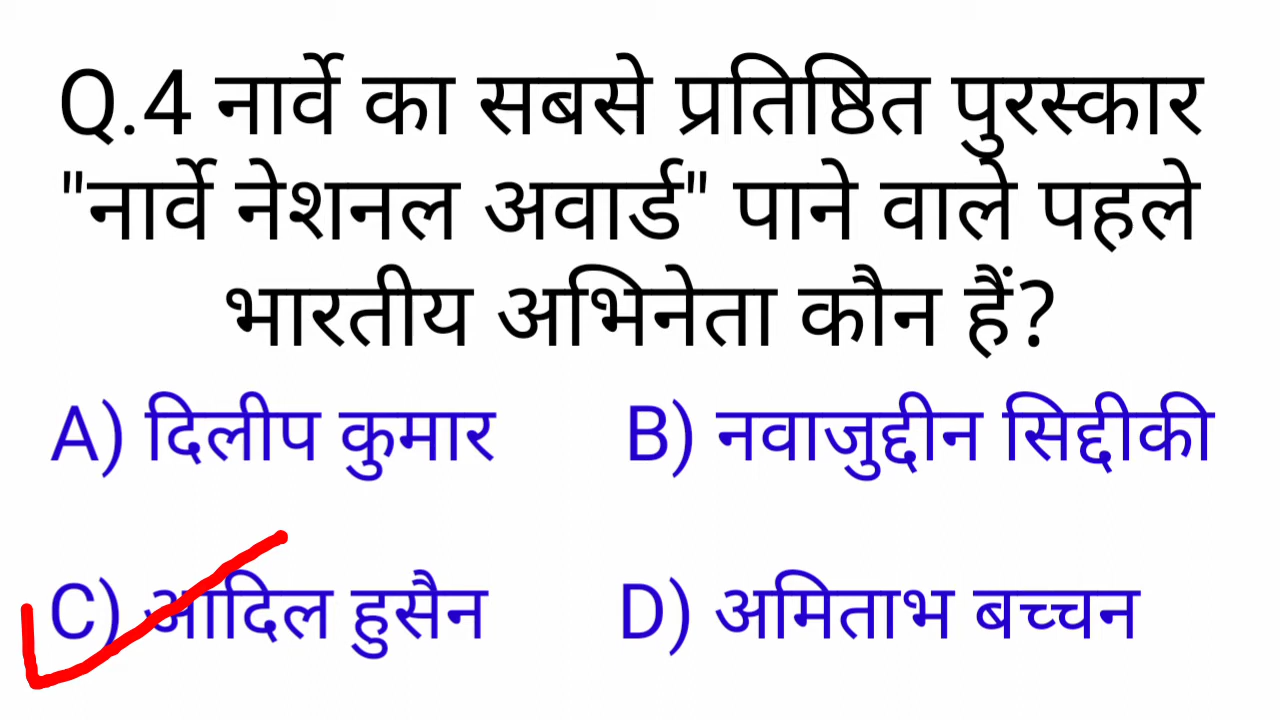 Q.4 नार्वे का सबसे प्रतिष्ठित पुरस्कार
"नार्वे नेशनल अवार्ड" पाने वाले पहले
भारतीय अभिनेता कौन हैं?
A) दिलीप कुमार B) नवाजुद्दीन सिद्दीकी
C) आदिल हुसैन D) अमिताभ बच्चन